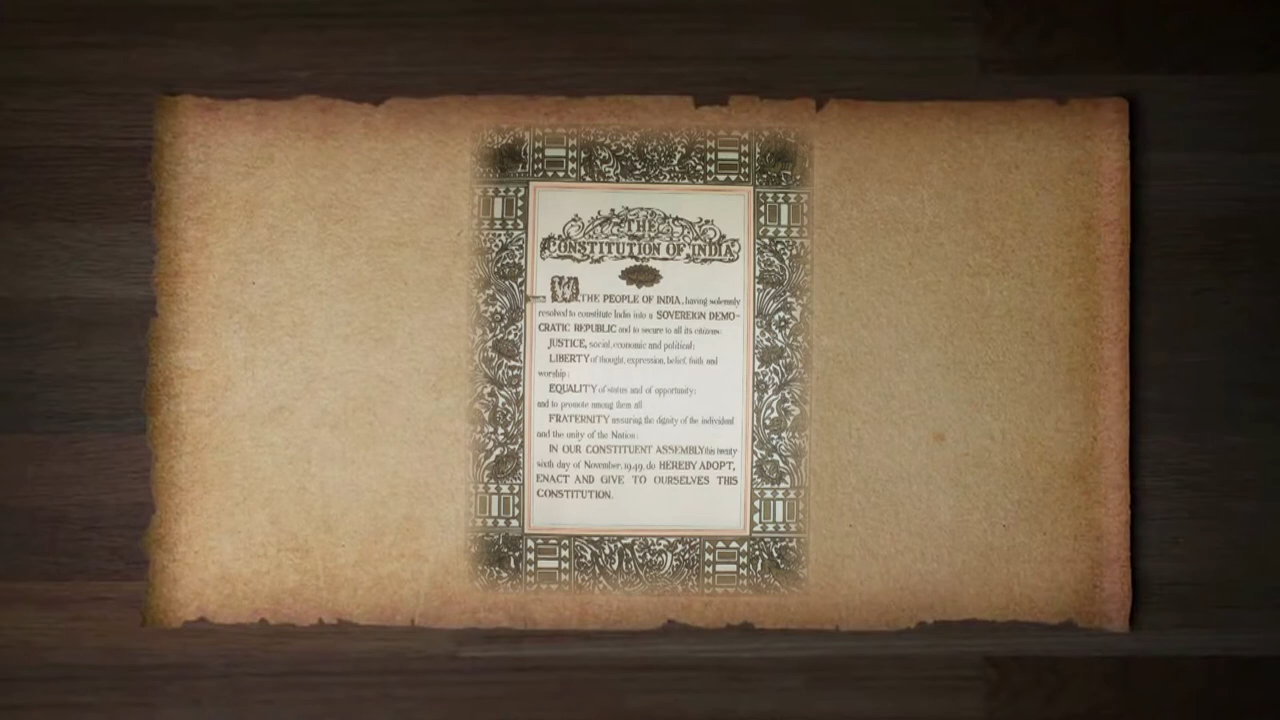 THE
CONSTITUTION OF INDIA
WE, THE PEOPLE OF INDIA, having solemnly
resolved to constitute India into a SOVEREIGN DEMO-
CRATIC REPUBLIC and to secure to all its citizens:
JUSTICE, social, economic and political;
LIBERTY of thought, expression, belief, faith and
worship;
EQUALITY of status and of opportunity;
and to promote among them all
FRATERNITY assuring the dignity of the individual
and the unity of the Nation;
IN OUR CONSTITUENT ASSEMBLY this twenty
sixth day of November, 1949, do HEREBY ADOPT,
ENACT AND GIVE TO OURSELVES THIS
CONSTITUTION.